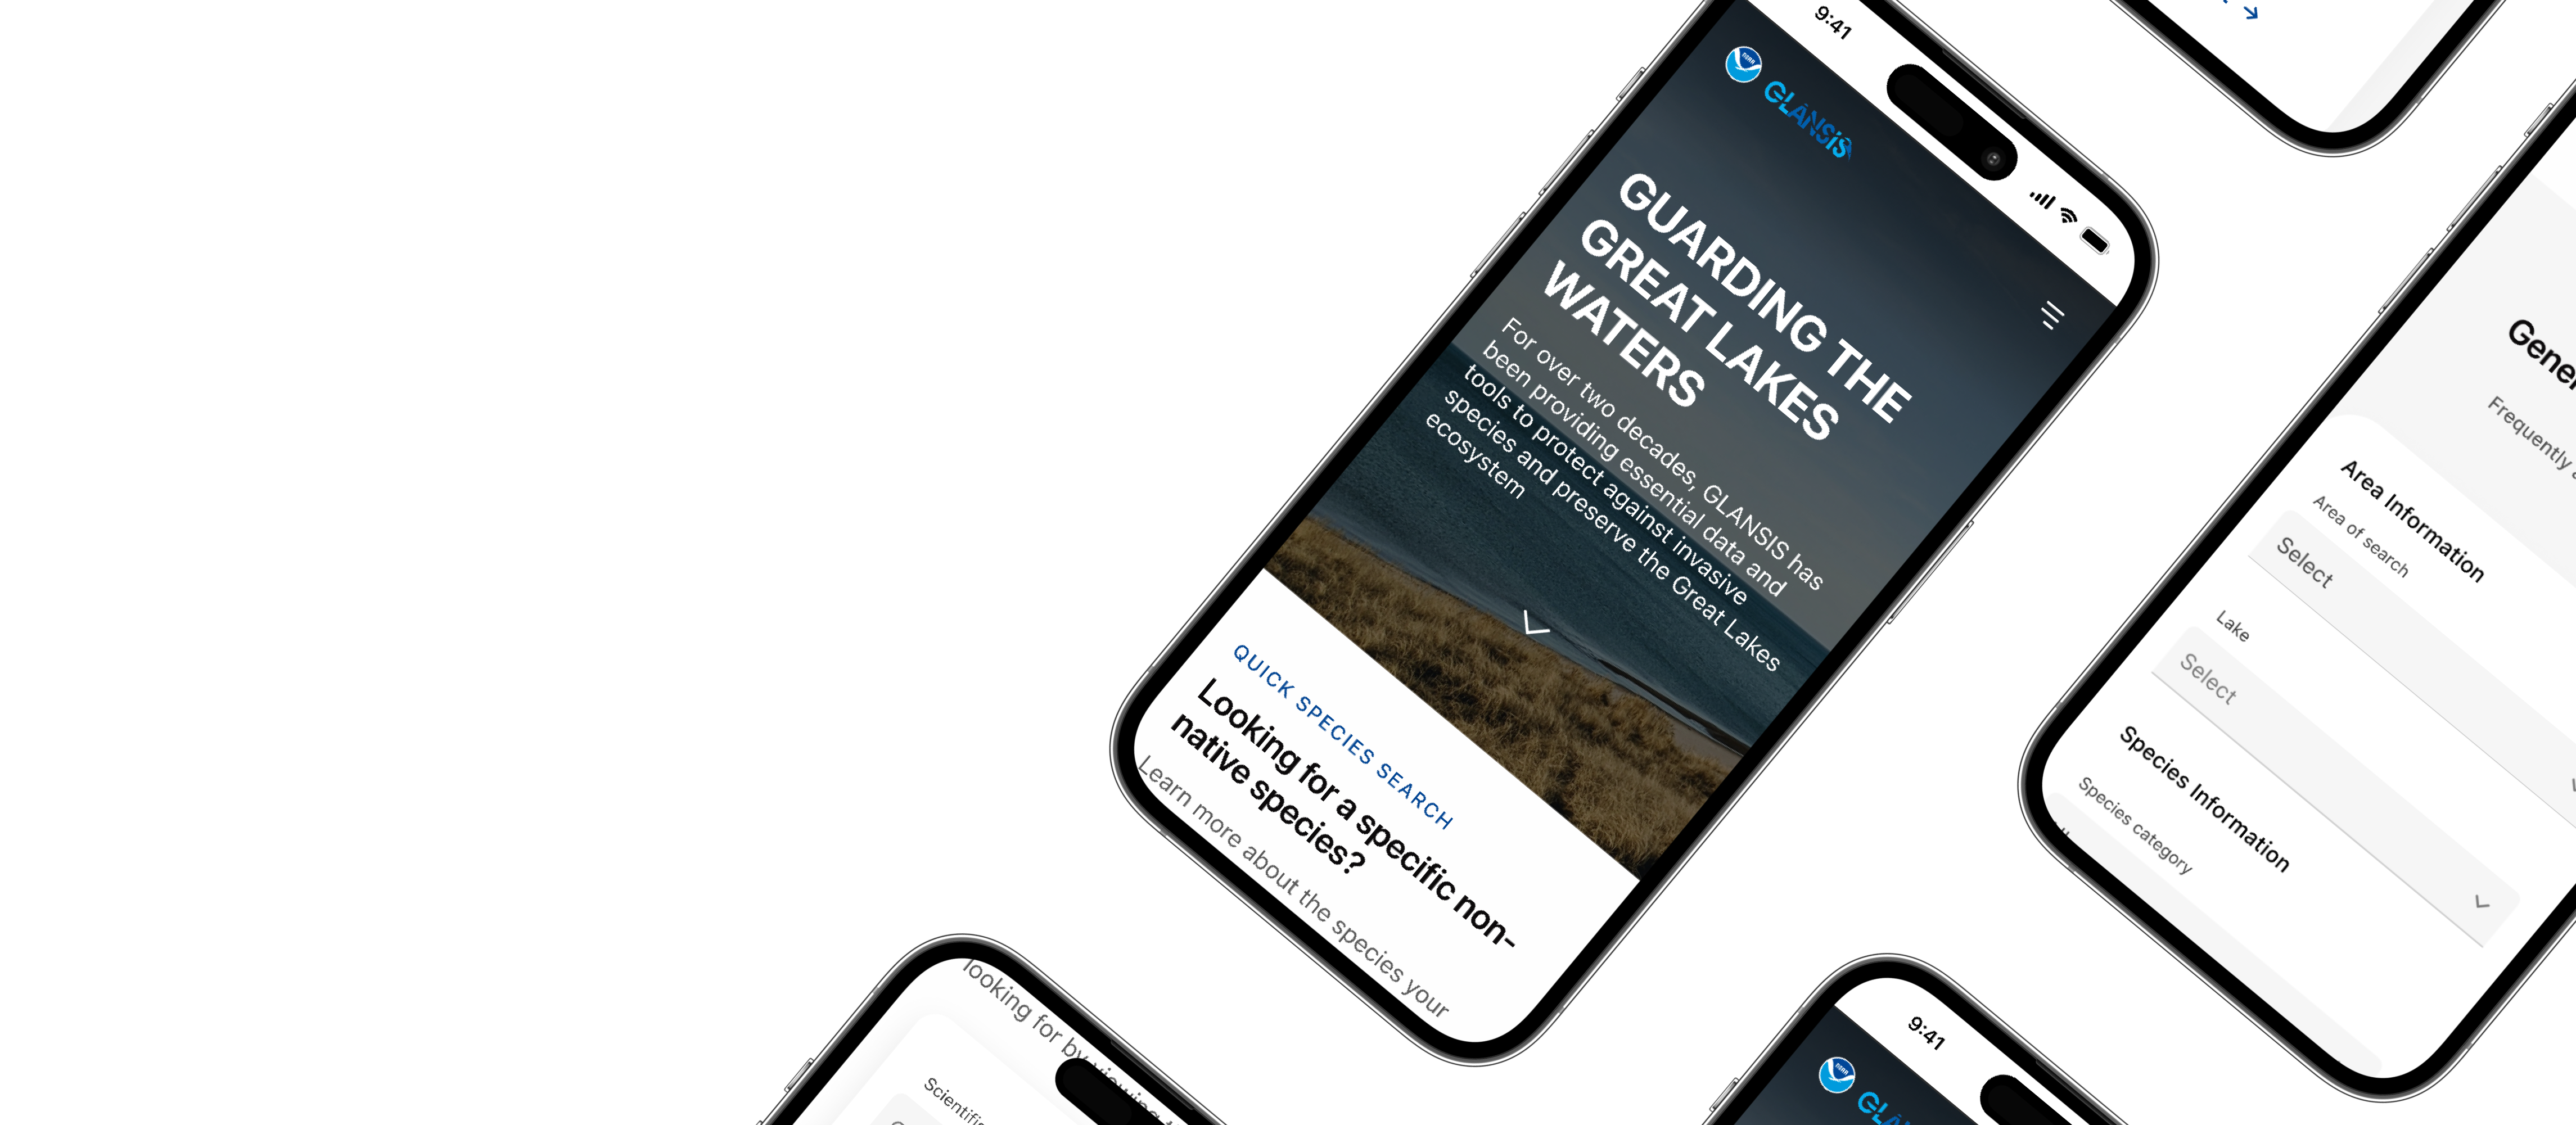 9:41
NOAA
GLANSIS
GUARDING THE
GREAT LAKES
WATERS
For over two decades, GLANSIS has
been providing essential data and
tools to protect against invasive
species and preserve the Great Lakes
ecosystem
QUICK SPECIES SEARCH
Looking for a specific non-
native species?
Learn more about the species your
looking for by viewing
9:41
NOAA
Frequently
Area Information
Area of search
Select
Lake
Select
Species Information
Species category